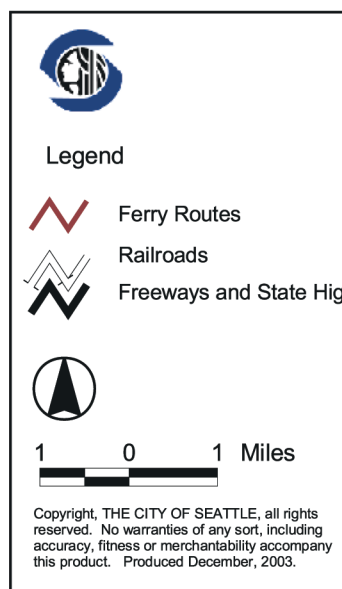 Legend
Ferry Routes
Railroads
Freeways and State Hig
1 0 1 Miles
Copyright, THE CITY OF SEATTLE, all rights
reserved. No warranties of any sort, including
accuracy, fitness or merchantability accompany
this product. Produced December, 2003.